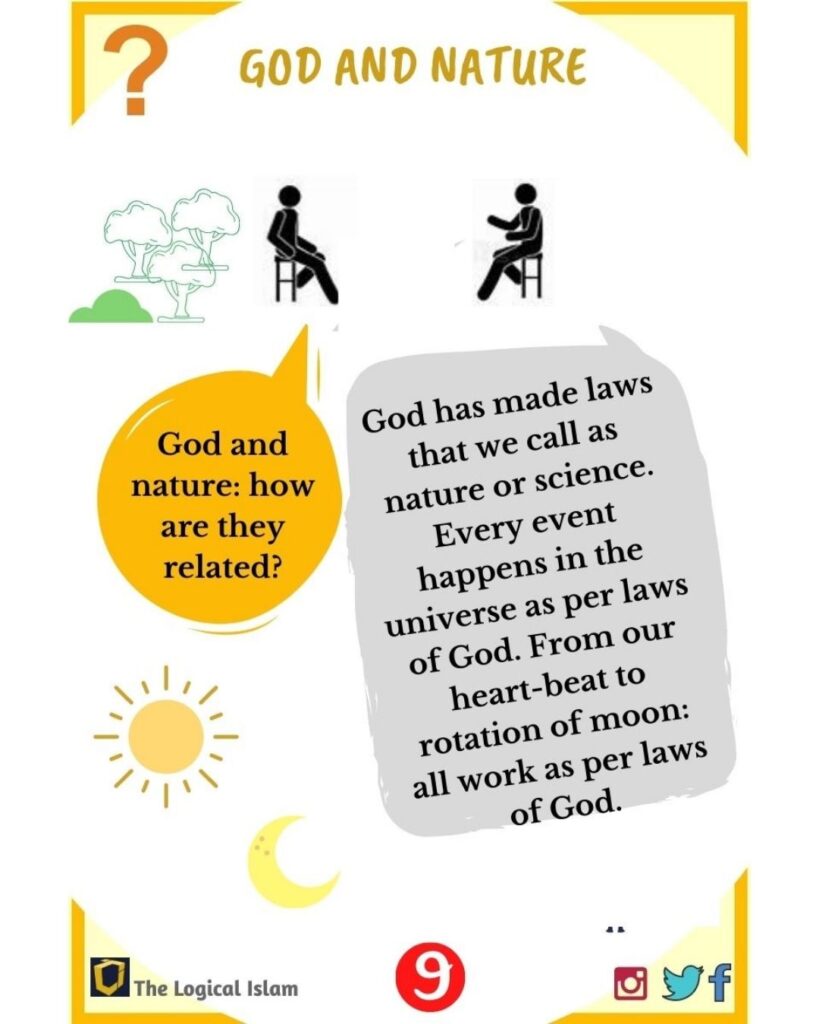 ?
GOD AND NATURE
God and
nature: how
are they
related?
God has made laws
that we call as
nature or science.
Every event
happens in the
universe as per laws
of God. From our
heart-beat to
rotation of moon:
all work as per laws
of God.
The Logical Islam
9